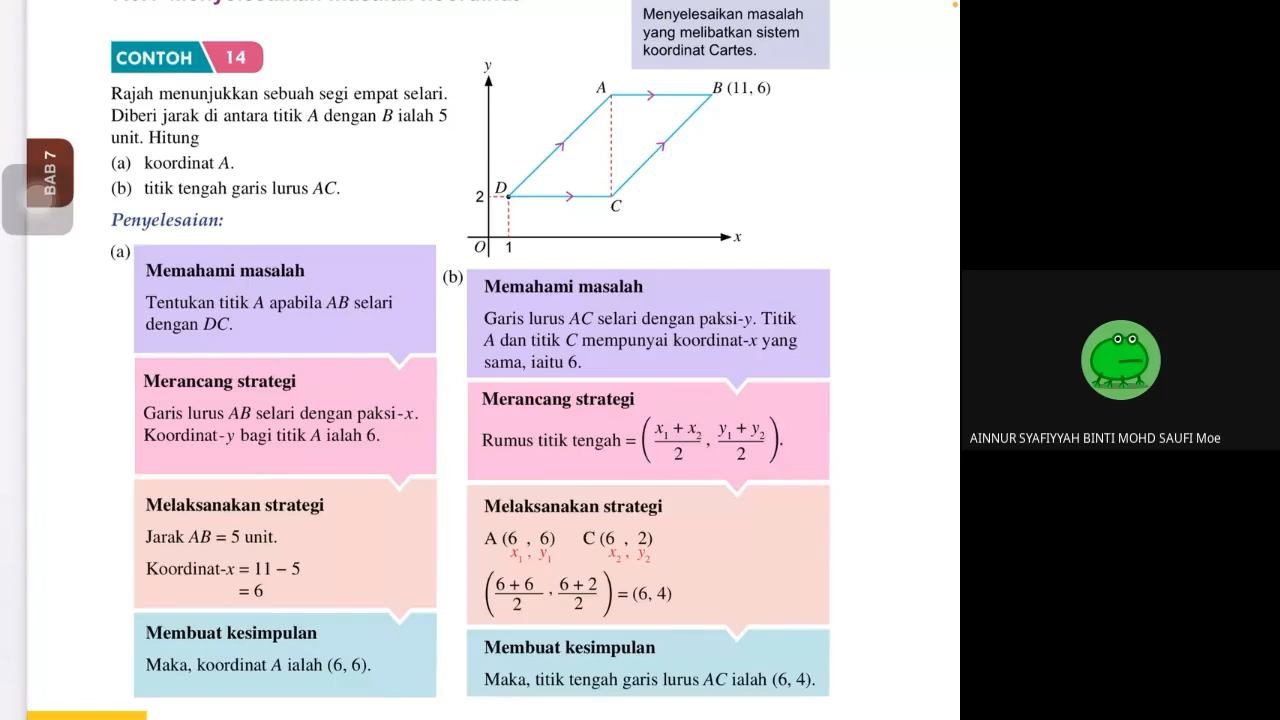 Menyelesaikan masalah
yang melibatkan sistem
koordinat Cartes.
CONTOH 14
Rajah menunjukkan sebuah segi empat selari.
Diberi jarak di antara titik A dengan B ialah 5
unit. Hitung
(a) koordinat A.
(b) titik tengah garis lurus AC.
Penyelesaian:
BAB 7
y
A
B (11, 6)
D
2
C
O
1
x
(a)
Memahami masalah
Tentukan titik A apabila AB selari
dengan DC.
Merancang strategi
Garis lurus AB selari dengan paksi-x.
Koordinat-y bagi titik A ialah 6.
Melaksanakan strategi
Jarak AB = 5 unit.
Koordinat-x = 11 − 5
= 6
Membuat kesimpulan
Maka, koordinat A ialah (6, 6).
(b)
Memahami masalah
Garis lurus AC selari dengan paksi-y. Titik
A dan titik C mempunyai koordinat-x yang
sama, iaitu 6.
Merancang strategi
Rumus titik tengah = ( x₁ + x₂ / 2 , y₁ + y₂ / 2 ).
Melaksanakan strategi
A (6 , 6) C (6 , 2)
x₁ , y₁ x₂ , y₂
( 6 + 6 / 2 , 6 + 2 / 2 ) = (6, 4)
Membuat kesimpulan
Maka, titik tengah garis lurus AC ialah (6, 4).
AINNUR SYAFIYYAH BINTI MOHD SAUFI Moe